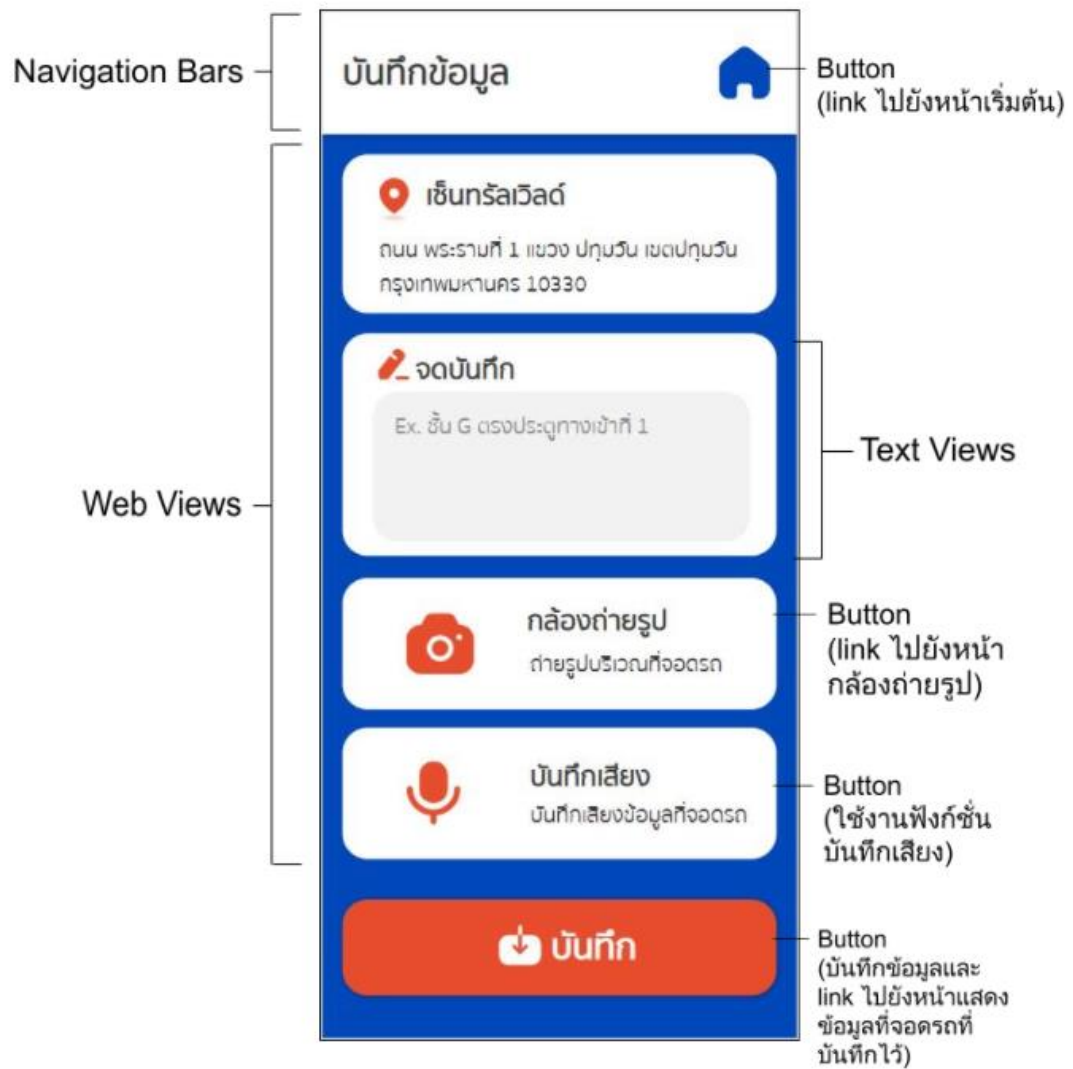 Navigation Bars
บันทึกข้อมูล
Button
(link ไปยังหน้าเริ่มต้น)
เซ็นทรัลเวิลด์
ถนน พระรามที่ 1 แขวง ปทุมวัน เขตปทุมวัน
กรุงเทพมหานคร 10330
จดบันทึก
Ex. ชั้น G ตรงประตูทางเข้าที่ 1
Text Views
Web Views
กล้องถ่ายรูป
ถ่ายรูปบริเวณที่จอดรถ
Button
(link ไปยังหน้า
กล้องถ่ายรูป)
บันทึกเสียง
บันทึกเสียงข้อมูลที่จอดรถ
Button
(ใช้งานฟังก์ชั่น
บันทึกเสียง)
บันทึก
Button
(บันทึกข้อมูลและ
link ไปยังหน้าแสดง
ข้อมูลที่จอดรถที่
บันทึกไว้)